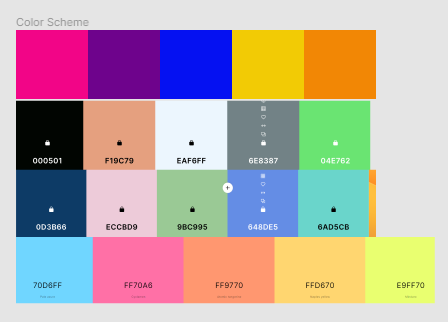 Color Scheme
000501 F19C79 EAF6FF 6E8387 04E762
0D3B66 ECCBD9 9BC995 648DE5 6AD5CB
70D6FF FF70A6 FF9770 FFD670 E9FF70